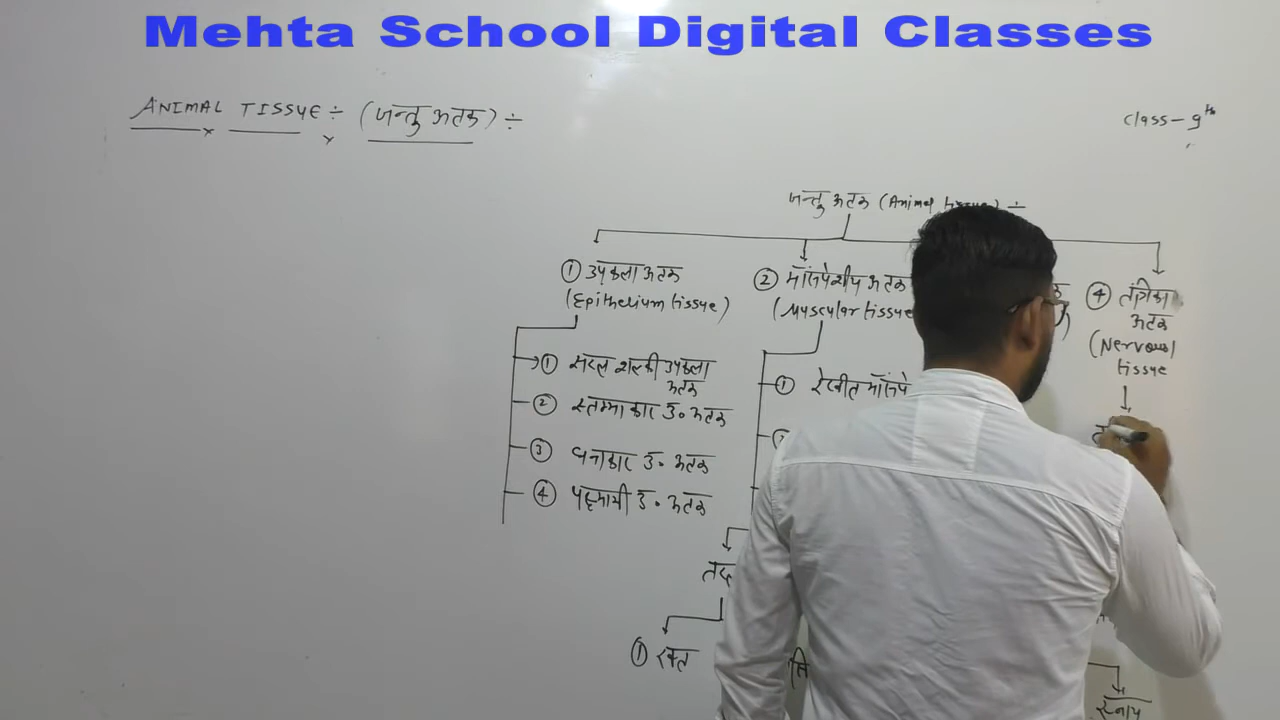 Mehta School Digital Classes
ANIMAL TISSUE ÷ (जन्तु ऊतक) ÷
Class - 9th
जन्तु ऊतक (Animal tissue) ÷
① उपकला ऊतक
(Epithelium tissue)
① सरल शल्की उपकला
ऊतक
② स्तम्भाकार उ० ऊतक
③ घनाकार उ० ऊतक
④ पक्ष्माभी उ० ऊतक
② माँसपेशीय ऊतक
(Muscular tissue
① रेखीत माँसपे
④ तंत्रिका
ऊतक
(Nervous
tissue
① रक्त
स्नायु